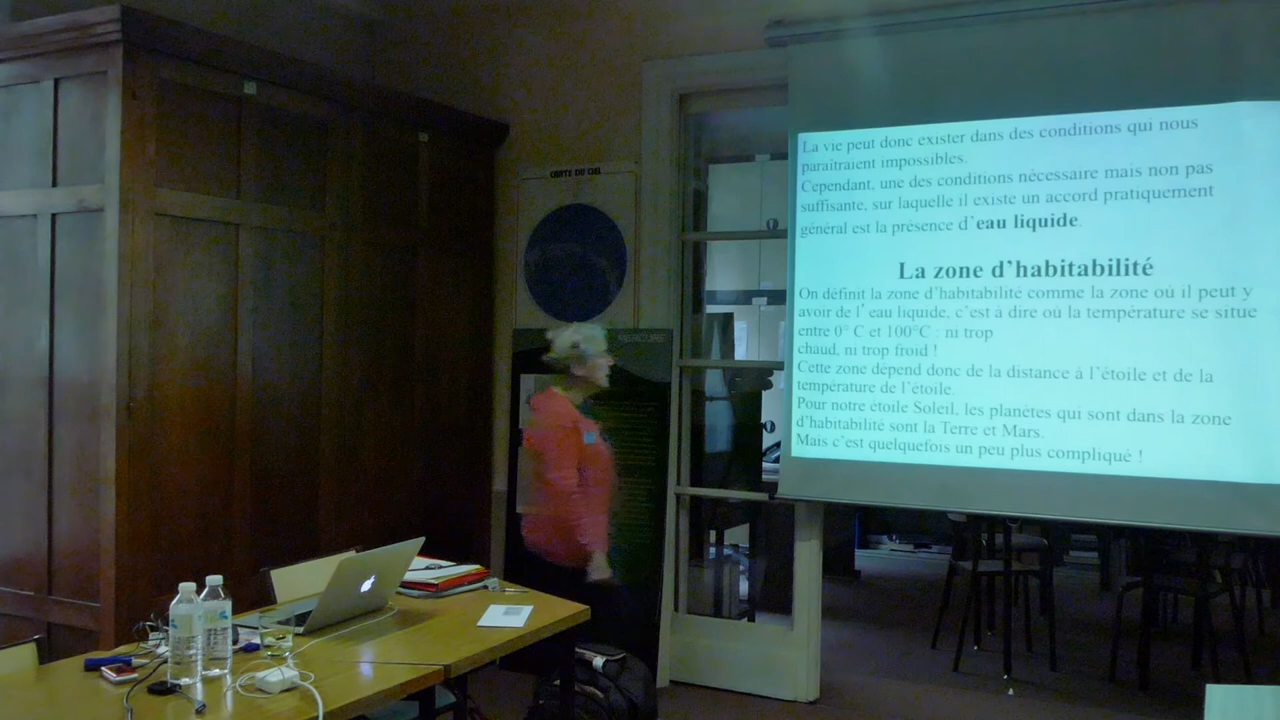 CARTE DU CIEL
MERCURE
La vie peut donc exister dans des conditions qui nous
paraîtraient impossibles.
Cependant, une des conditions nécessaire mais non pas
suffisante, sur laquelle il existe un accord pratiquement
général est la présence d'eau liquide.
La zone d'habitabilité
On définit la zone d'habitabilité comme la zone où il peut y
avoir de l' eau liquide, c'est à dire où la température se situe
entre 0° C et 100°C : ni trop
chaud, ni trop froid !
Cette zone dépend donc de la distance à l'étoile et de la
température de l'étoile.
Pour notre étoile Soleil, les planètes qui sont dans la zone
d'habitabilité sont la Terre et Mars.
Mais c'est quelquefois un peu plus compliqué !